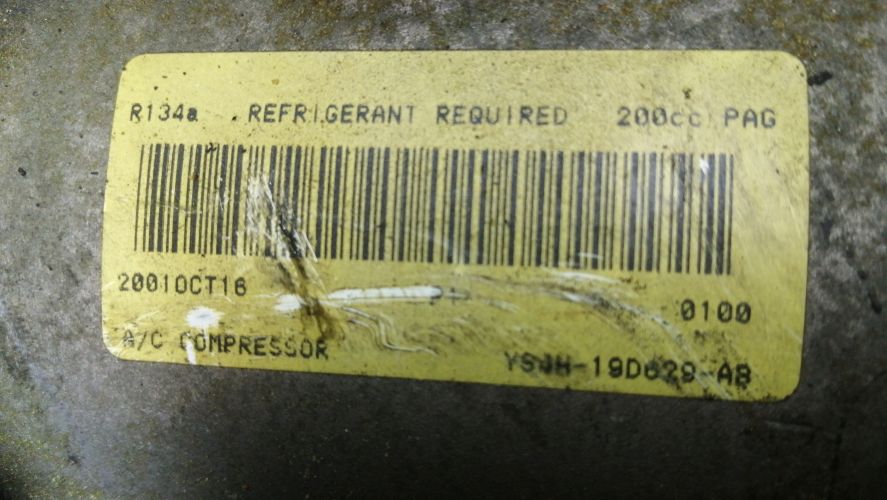 R134a REFRIGERANT REQUIRED 200cc PAG
2001OCT16
0100
A/C COMPRESSOR
YS4H-19D629-AB